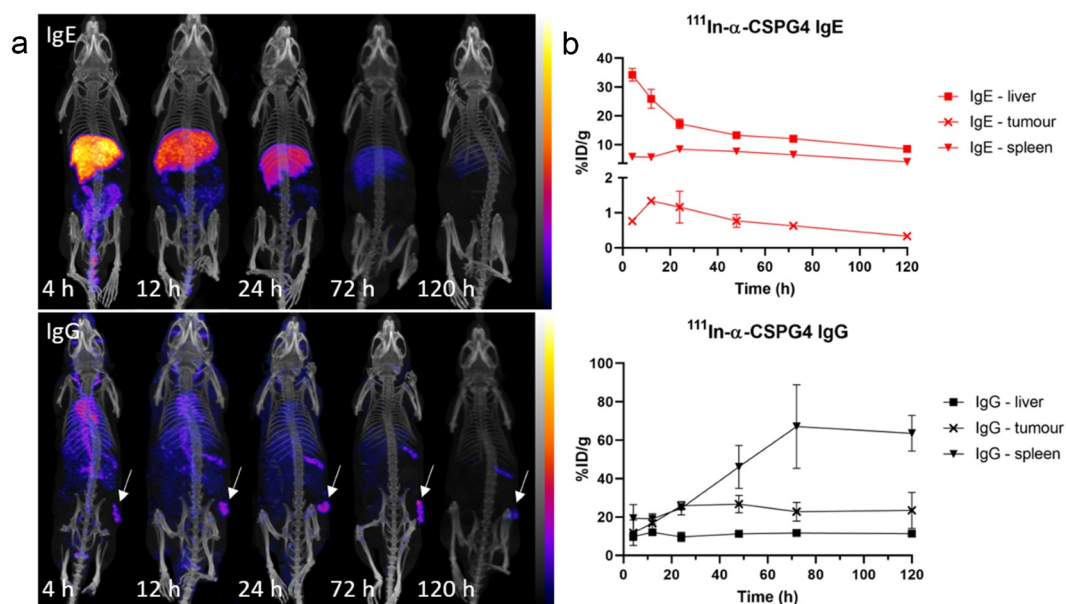 a
IgE
4 h
12 h
24 h
72 h
120 h
IgG
4 h
12 h
24 h
72 h
120 h
b
¹¹¹In-α-CSPG4 IgE
%ID/g
40
30
20
10
2
1
0
0
20
40
60
80
100
120
Time (h)
IgE - liver
IgE - tumour
IgE - spleen
¹¹¹In-α-CSPG4 IgG
%ID/g
100
80
60
40
20
0
0
20
40
60
80
100
120
Time (h)
IgG - liver
IgG - tumour
IgG - spleen